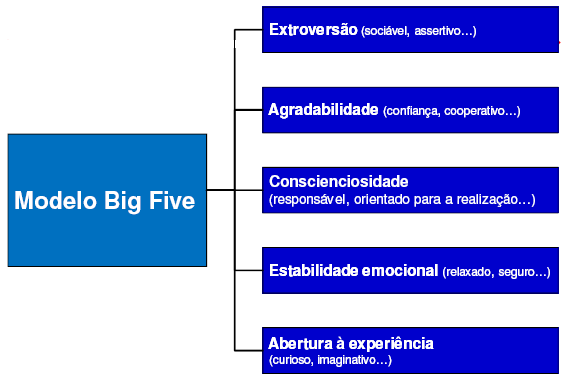 Extroversão (sociável, assertivo...)
Agradabilidade (confiança, cooperativo...)
Modelo Big Five
Conscienciosidade
(responsável, orientado para a realização...)
Estabilidade emocional (relaxado, seguro...)
Abertura à experiência
(curioso, imaginativo...)